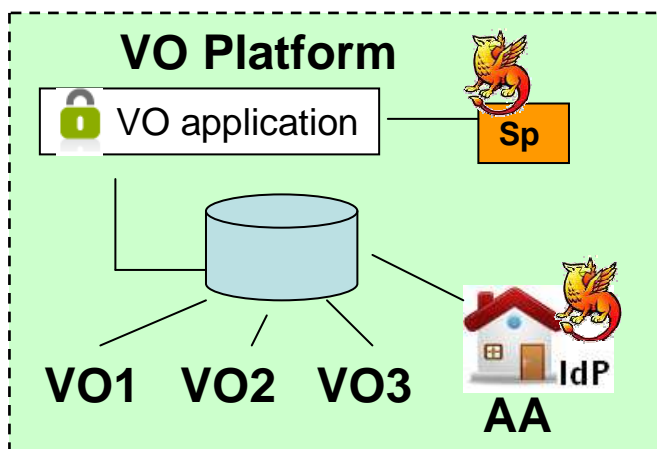 VO Platform
VO application
Sp
VO1 VO2 VO3
IdP
AA